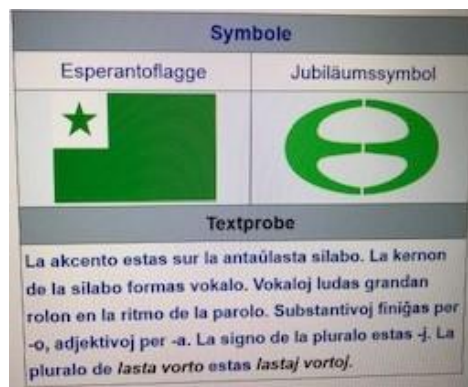 Symbole
Esperantoflagge
Jubiläumssymbol
Textprobe
La akcento estas sur la antaŭlasta silabo. La kernon
de la silabo formas vokalo. Vokaloj ludas grandan
rolon en la ritmo de la parolo. Substantivoj finiĝas per
-o, adjektivoj per -a. La signo de la pluralo estas -j. La
pluralo de lasta vorto estas lastaj vortoj.